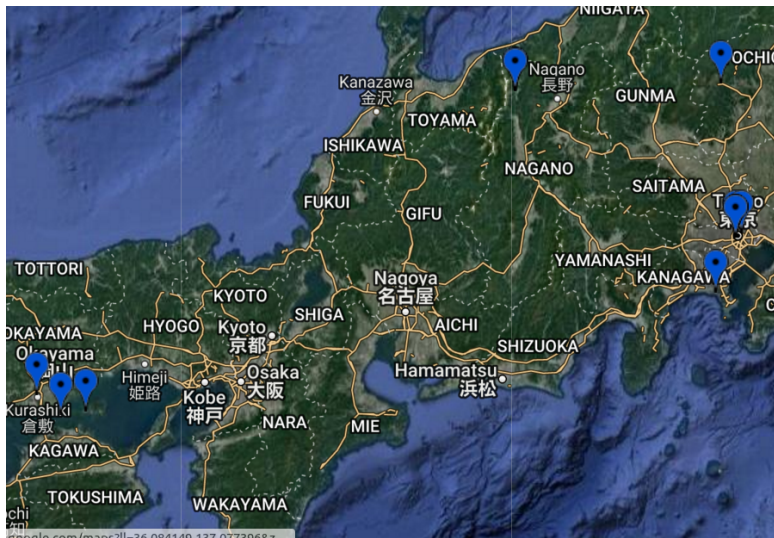 NIIGATA
OCHIG
Nagano
長野
Kanazawa
金沢
GUNMA
TOYAMA
ISHIKAWA
NAGANO
SAITAMA
FUKUI
GIFU
東京
YAMANASHI
TOTTORI
KANAGAWA
Nagoya
名古屋
KYOTO
SHIGA
HYOGO
Kyoto
京都
AICHI
OKAYAMA
SHIZUOKA
Okayama
Himeji
姫路
Osaka
大阪
Hamamatsu
浜松
Kobe
神戸
Kurashiki
倉敷
NARA
MIE
KAGAWA
TOKUSHIMA
WAKAYAMA
ochi